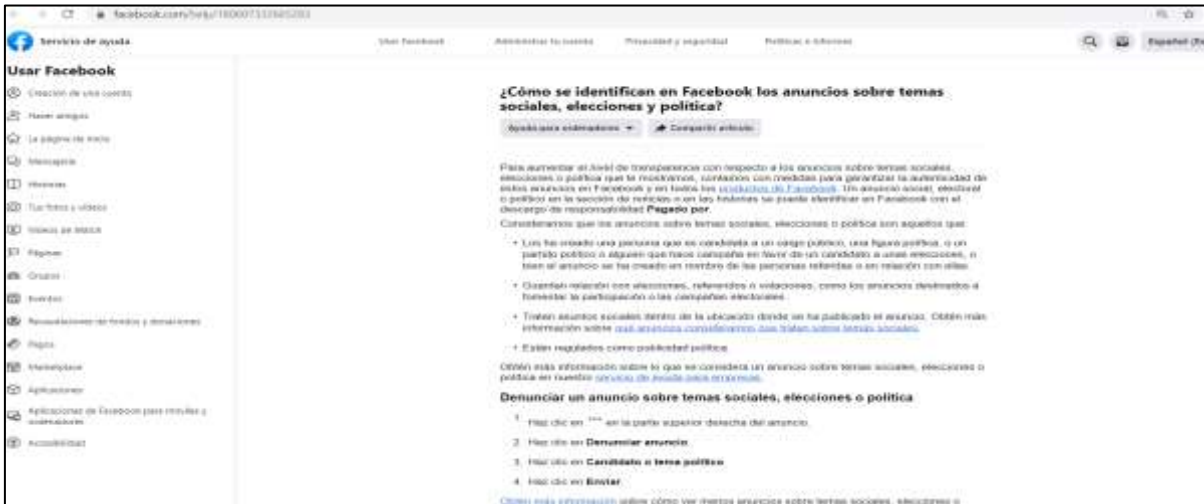 facebook.com/help/180607332665293
Servicio de ayuda
Usar Facebook
Administrar tu cuenta
Privacidad y seguridad
Políticas e informes
Español (Es
Usar Facebook
Creación de una cuenta
Hacer amigos
La página de inicio
Mensajería
Historias
Tus fotos y vídeos
Vídeos de Watch
Páginas
Grupos
Eventos
Recaudaciones de fondos y donaciones
Pagos
Marketplace
Aplicaciones
Aplicaciones de Facebook para móviles y
ordenadores
Accesibilidad
¿Cómo se identifican en Facebook los anuncios sobre temas
sociales, elecciones y política?
Ayuda para ordenadores
Compartir artículo
Para aumentar el nivel de transparencia con respecto a los anuncios sobre temas sociales,
elecciones o política que te mostramos, contamos con medidas para garantizar la autenticidad de
estos anuncios en Facebook y en todos los productos de Facebook. Un anuncio social, electoral
o político en la sección de noticias o en las historias se puede identificar en Facebook con el
descargo de responsabilidad Pagado por.
Consideramos que los anuncios sobre temas sociales, elecciones o política son aquellos que:
• Los ha creado una persona que es candidata a un cargo público, una figura política, o un
partido político o alguien que hace campaña en favor de un candidato a unas elecciones, o
bien el anuncio se ha creado en nombre de las personas referidas o en relación con ellas.
• Guardan relación con elecciones, referendos o votaciones, como los anuncios destinados a
fomentar la participación o las campañas electorales.
• Tratan asuntos sociales dentro de la ubicación donde se ha publicado el anuncio. Obtén más
información sobre qué anuncios consideramos que tratan sobre temas sociales.
• Están regulados como publicidad política.
Obtén más información sobre lo que se considera un anuncio sobre temas sociales, elecciones o
política en nuestro servicio de ayuda para empresas.
Denunciar un anuncio sobre temas sociales, elecciones o política
1. Haz clic en ··· en la parte superior derecha del anuncio.
2. Haz clic en Denunciar anuncio.
3. Haz clic en Candidato o tema político.
4. Haz clic en Enviar.
Obtén más información sobre cómo ver menos anuncios sobre temas sociales, elecciones o